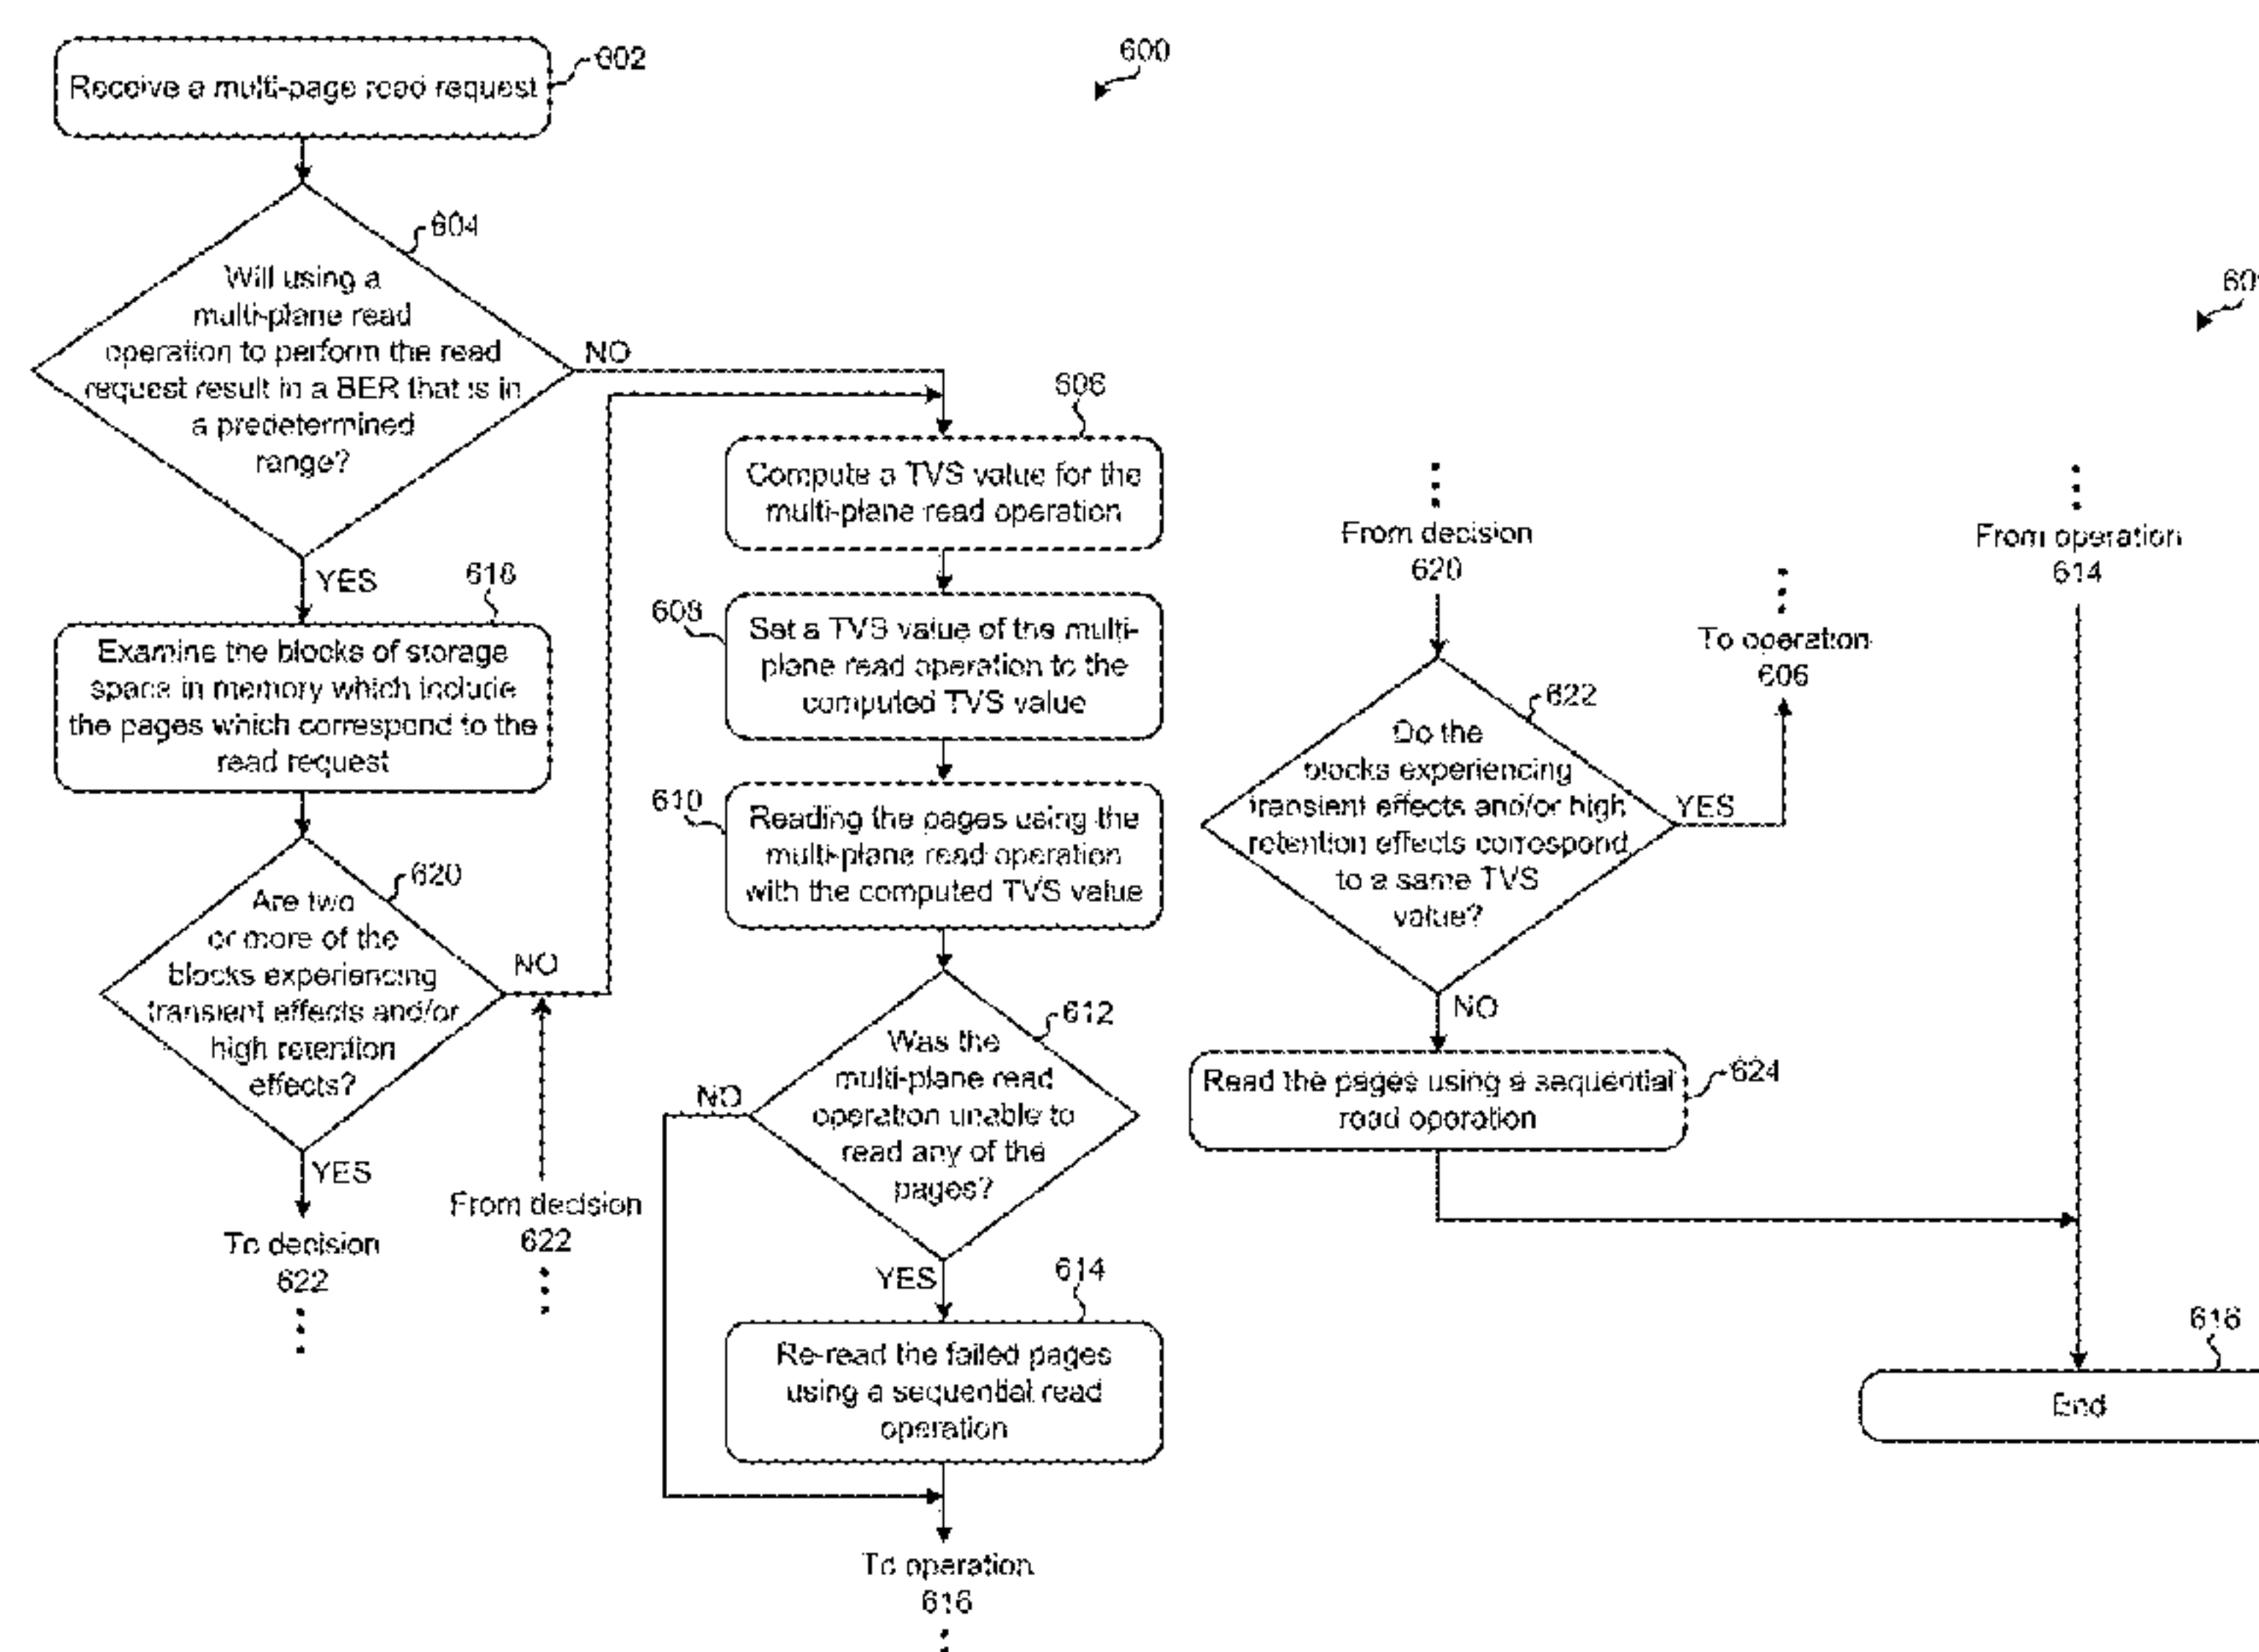 Receive a multi-page read request
602
600
604
Will using a
multi-plane read
operation to perform the read
request result in a BER that is in
a predetermined
range?
NO
YES
618
Examine the blocks of storage
space in memory which include
the pages which correspond to the
read request
620
Are two
or more of the
blocks experiencing
transient effects and/or
high retention
effects?
NO
YES
To decision
622
From decision
622
606
Compute a TVS value for the
multi-plane read operation
608
Set a TVS value of the multi-
plane read operation to the
computed TVS value
610
Reading the pages using the
multi-plane read operation
with the computed TVS value
612
Was the
multi-plane read
operation unable to
read any of the
pages?
NO
YES
614
Re-read the failed pages
using a sequential read
operation
To operation
616
From decision
620
622
Do the
blocks experiencing
transient effects and/or high
retention effects correspond
to a same TVS
value?
YES
To operation
606
NO
Read the pages using a sequential
read operation
624
From operation
614
616
End